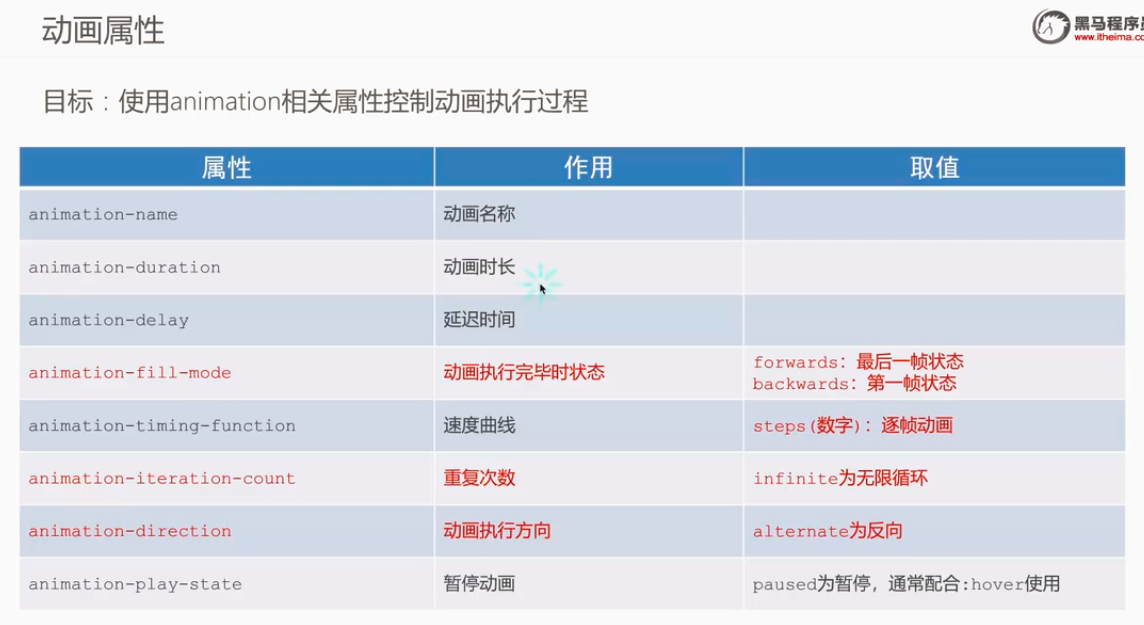 动画属性
黑马程序员
www.itheima.co
目标：使用animation相关属性控制动画执行过程
属性 作用 取值
animation-name 动画名称
animation-duration 动画时长
animation-delay 延迟时间
animation-fill-mode 动画执行完毕时状态 forwards: 最后一帧状态
backwards: 第一帧状态
animation-timing-function 速度曲线 steps(数字): 逐帧动画
animation-iteration-count 重复次数 infinite为无限循环
animation-direction 动画执行方向 alternate为反向
animation-play-state 暂停动画 paused为暂停，通常配合:hover使用